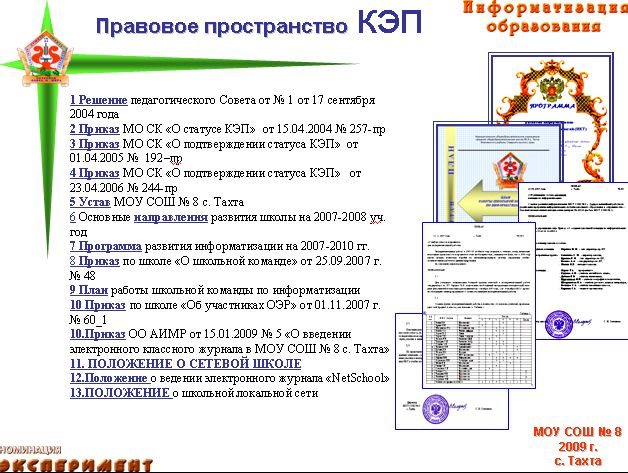 Правовое пространство КЭП
Информатизация
образования
1 Решение педагогического Совета от № 1 от 17 сентября
2004 года
2 Приказ МО СК «О статусе КЭП» от 15.04.2004 № 257-пр
3 Приказ МО СК «О подтверждении статуса КЭП» от
01.04.2005 № 192–пр
4 Приказ МО СК «О подтверждении статуса КЭП» от
23.04.2006 № 244-пр
5 Устав МОУ СОШ № 8 с. Тахта
6 Основные направления развития школы на 2007-2008 уч.
год
7 Программа развития информатизации на 2007-2010 гг.
8 Приказ по школе «О школьной команде» от 25.09.2007 г.
№ 48
9 План работы школьной команды по информатизации
10 Приказ по школе «Об участниках ОЭР» от 01.11.2007 г.
№ 60_1
10.Приказ ОО АИМР от 15.01.2009 № 5 «О введении
электронного классного журнала в МОУ СОШ № 8 с. Тахта»
11. ПОЛОЖЕНИЕ О СЕТЕВОЙ ШКОЛЕ
12.Положение о ведении электронного журнала «NetSchool»
13.ПОЛОЖЕНИЕ о школьной локальной сети
ПРОГРАММА
ПЛАН
НОМИНАЦИЯ
ЭКСПЕРИМЕНТ
МОУ СОШ № 8
2009 г.
с. Тахта